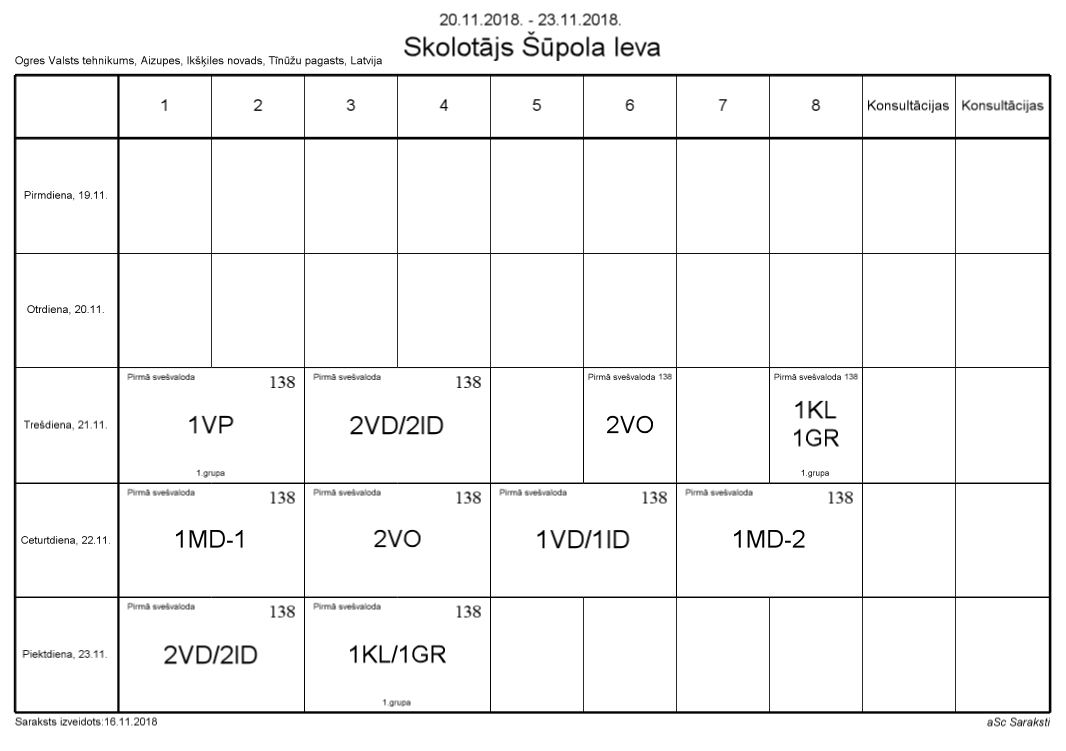 20.11.2018. - 23.11.2018.
Skolotājs Šūpola Ieva
Ogres Valsts tehnikums, Aizupes, Ikšķiles novads, Tīnūžu pagasts, Latvija
1 2 3 4 5 6 7 8 Konsultācijas Konsultācijas
Pirmdiena, 19.11.
Otrdiena, 20.11.
Trešdiena, 21.11.
Pirmā svešvaloda 138
1VP
1.grupa
Pirmā svešvaloda 138
2VD/2ID
Pirmā svešvaloda 138
2VO
Pirmā svešvaloda 138
1KL
1GR
1.grupa
Ceturtdiena, 22.11.
Pirmā svešvaloda 138
1MD-1
Pirmā svešvaloda 138
2VO
Pirmā svešvaloda 138
1VD/1ID
Pirmā svešvaloda 138
1MD-2
Piektdiena, 23.11.
Pirmā svešvaloda 138
2VD/2ID
Pirmā svešvaloda 138
1KL/1GR
1.grupa
Saraksts izveidots:16.11.2018
aSc Saraksti